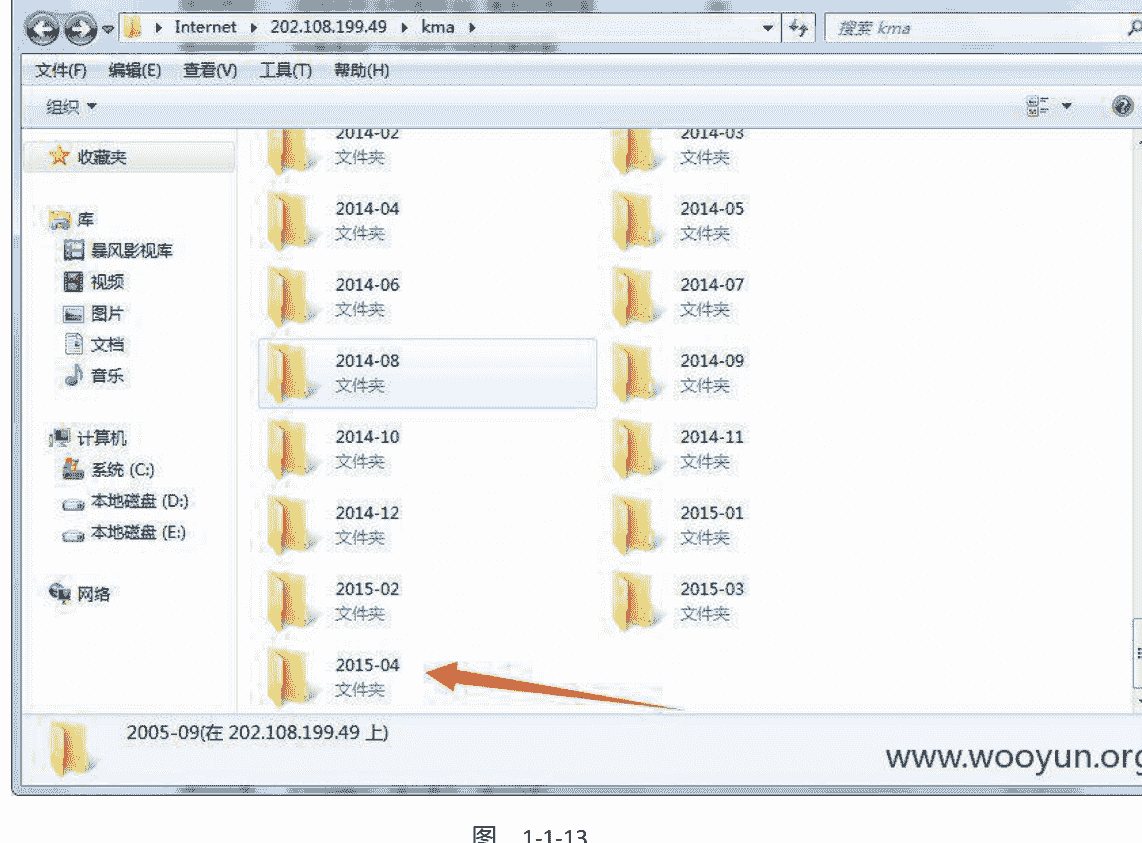 Internet 202.108.199.49 kma
搜索 kma
文件(F) 编辑(E) 查看(V) 工具(T) 帮助(H)
组织
收藏夹
库
暴风影视库
视频
图片
文档
音乐
计算机
系统 (C:)
本地磁盘 (D:)
本地磁盘 (E:)
网络
2014-02 2014-03
文件夹 文件夹
2014-04 2014-05
文件夹 文件夹
2014-06 2014-07
文件夹 文件夹
2014-08 2014-09
文件夹 文件夹
2014-10 2014-11
文件夹 文件夹
2014-12 2015-01
文件夹 文件夹
2015-02 2015-03
文件夹 文件夹
2015-04
文件夹
2005-09(在 202.108.199.49 上)
www.wooyun.org
图 1-1-13